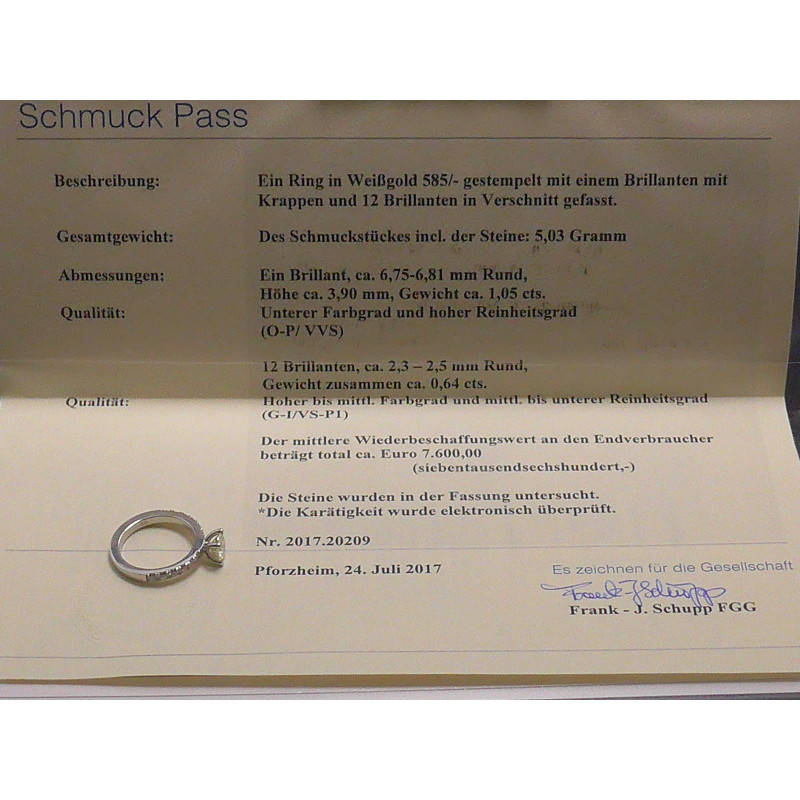 Schmuck Pass
Beschreibung: Ein Ring in Weißgold 585/- gestempelt mit einem Brillanten mit
Krappen und 12 Brillanten in Verschnitt gefasst.
Gesamtgewicht: Des Schmuckstückes incl. der Steine: 5,03 Gramm
Abmessungen: Ein Brillant, ca. 6,75-6,81 mm Rund,
Höhe ca. 3,90 mm, Gewicht ca. 1,05 cts.
Qualität: Unterer Farbgrad und hoher Reinheitsgrad
(O-P/ VVS)
12 Brillanten, ca. 2,3 – 2,5 mm Rund,
Gewicht zusammen ca. 0,64 cts.
Qualität: Hoher bis mittl. Farbgrad und mittl. bis unterer Reinheitsgrad
(G-I/VS-P1)
Der mittlere Wiederbeschaffungswert an den Endverbraucher
beträgt total ca. Euro 7.600,00
(siebentausendsechshundert,-)
Die Steine wurden in der Fassung untersucht.
*Die Karätigkeit wurde elektronisch überprüft.
Nr. 2017.20209
Pforzheim, 24. Juli 2017
Es zeichnen für die Gesellschaft
Frank-J Schupp
Frank - J. Schupp FGG